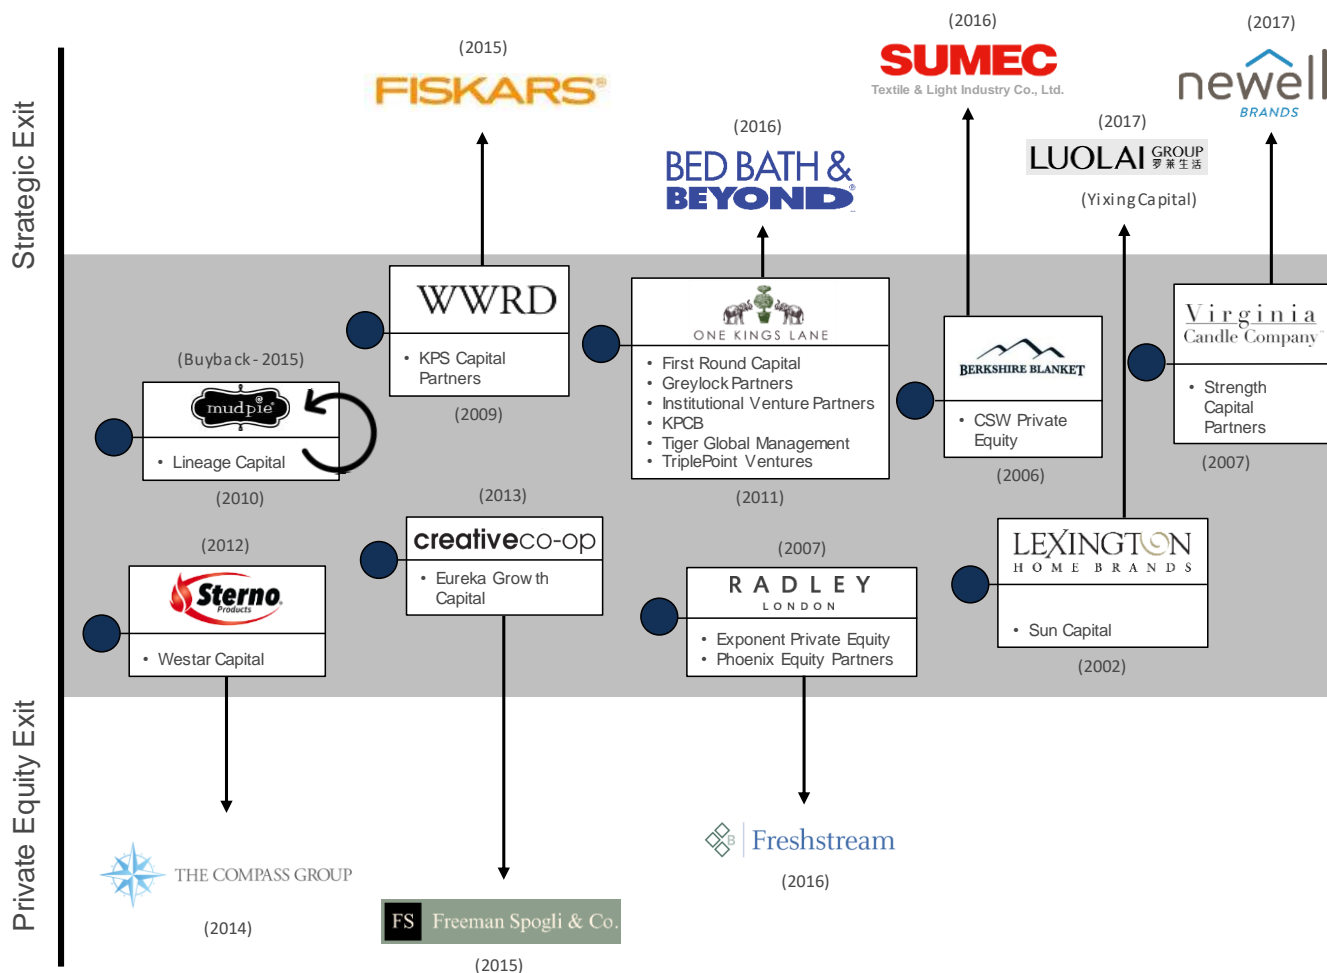 Strategic Exit
Private Equity Exit
(2015)
FISKARS®
(2016)
BED BATH &
BEYOND®
(2016)
SUMEC
Textile & Light Industry Co., Ltd.
(2017)
LUOLAI GROUP
罗莱生活
(Yixing Capital)
(2017)
newell
BRANDS
WWRD
• KPS Capital
Partners
(2009)
ONE KINGS LANE
• First Round Capital
• Greylock Partners
• Institutional Venture Partners
• KPCB
• Tiger Global Management
• TriplePoint Ventures
(2011)
BERKSHIRE BLANKET
• CSW Private
Equity
(2006)
Virginia
Candle Company™
• Strength
Capital
Partners
(2007)
(Buyback - 2015)
mudpie®
• Lineage Capital
(2010)
(2012)
Sterno®
Products
• Westar Capital
(2013)
creativeco-op
• Eureka Growth
Capital
(2007)
RADLEY
LONDON
• Exponent Private Equity
• Phoenix Equity Partners
LEXINGTON
HOME BRANDS
• Sun Capital
(2002)
THE COMPASS GROUP
(2014)
FS Freeman Spogli & Co.
(2015)
B Freshstream
(2016)